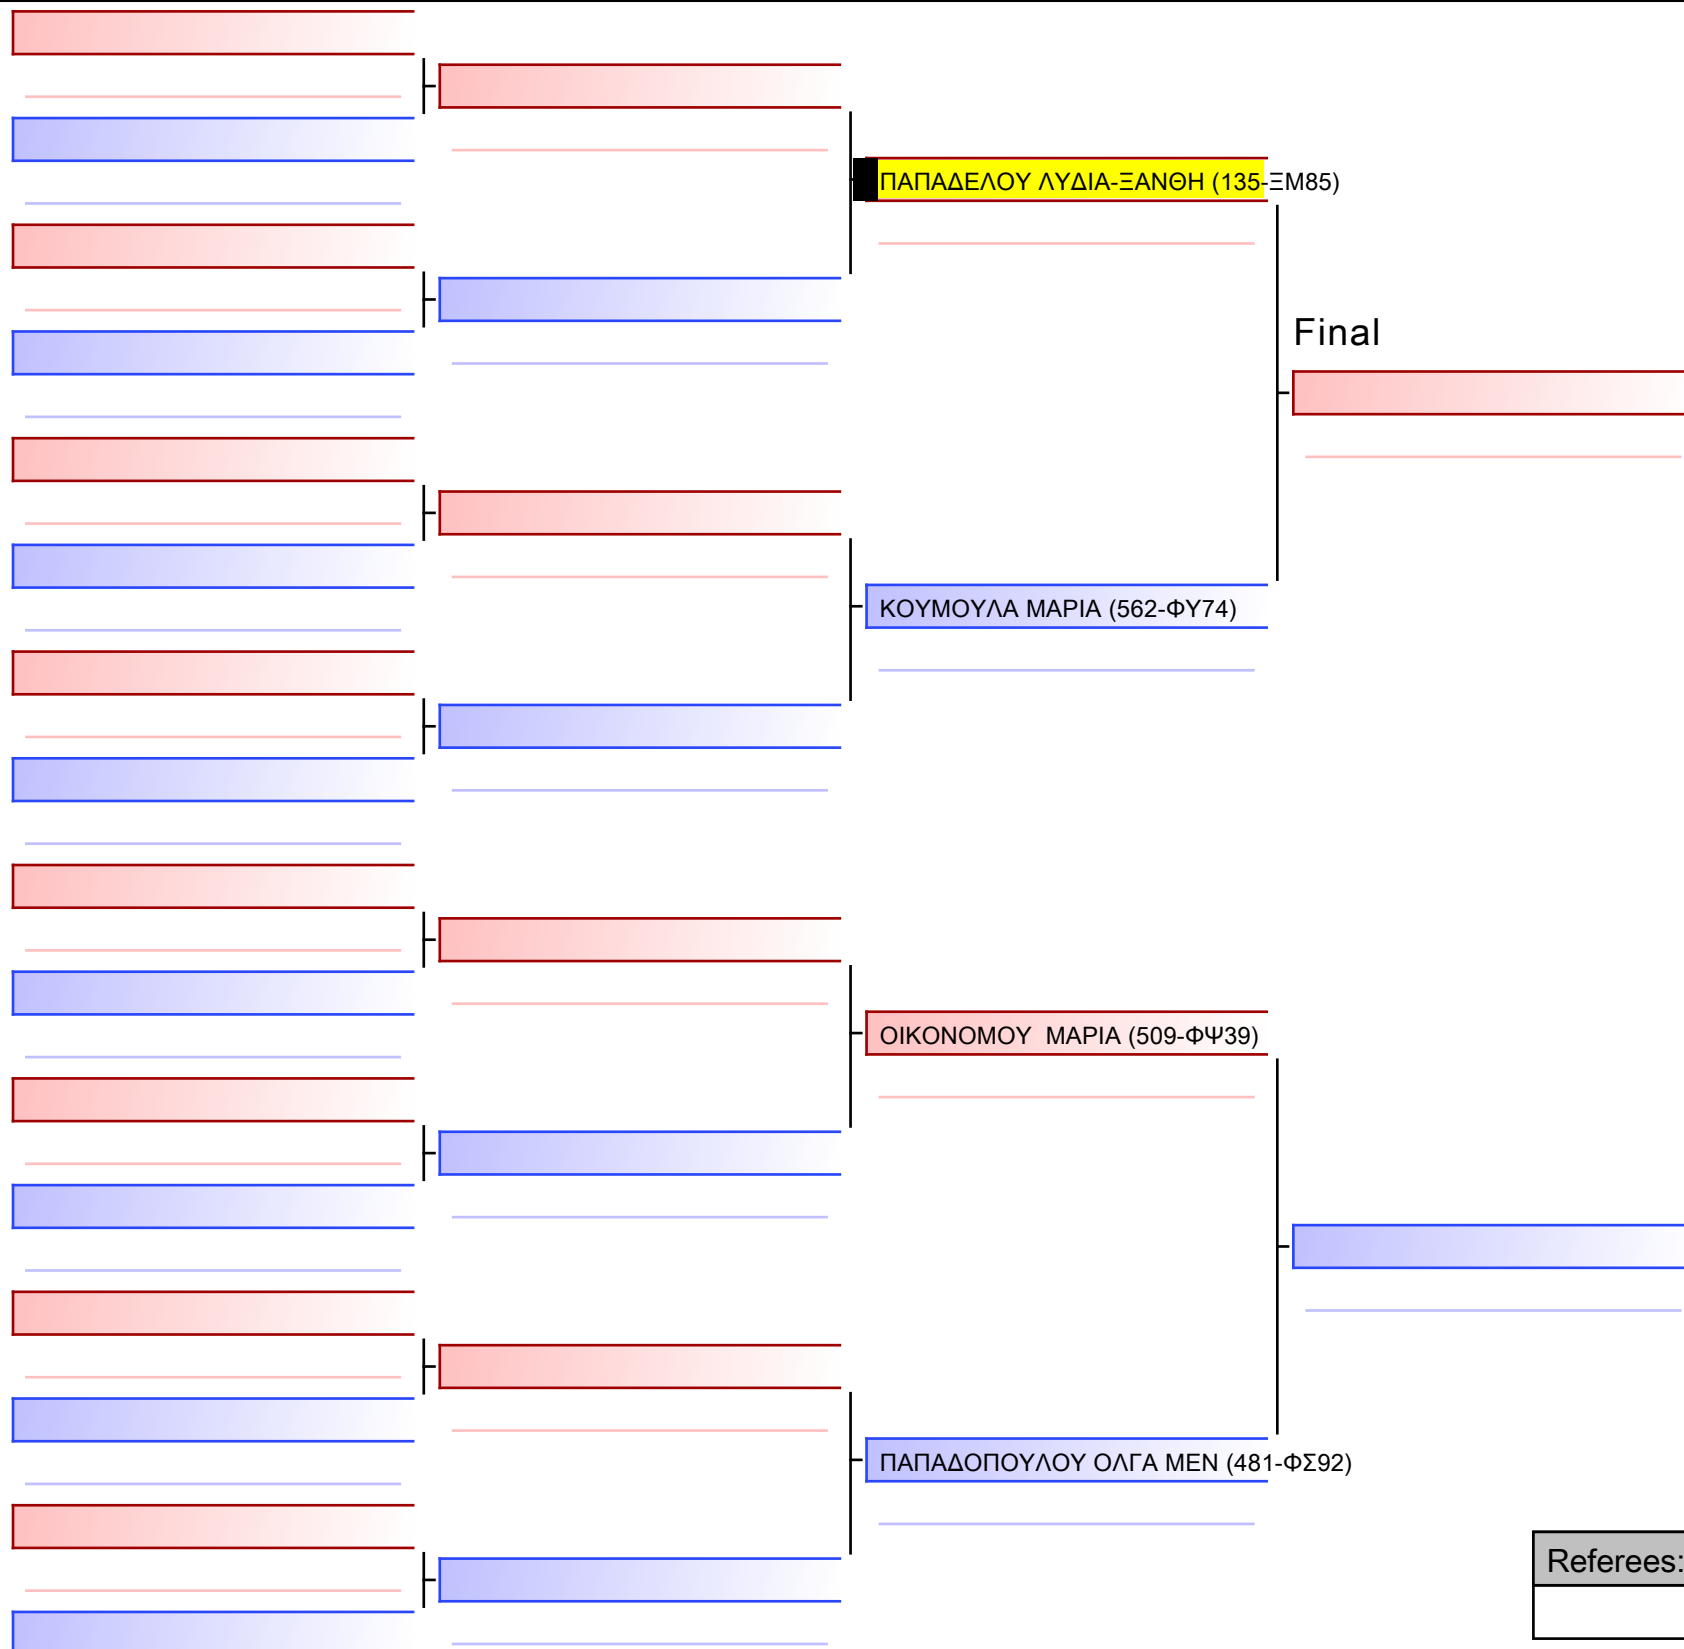 ΠΑΠΑΔΕΛΟΥ ΛΥΔΙΑ-ΞΑΝΘΗ (135-ΞΜ85)
Final
ΚΟΥΜΟΥΛΑ ΜΑΡΙΑ (562-ΦΥ74)
ΟΙΚΟΝΟΜΟΥ  ΜΑΡΙΑ (509-ΦΨ39)
ΠΑΠΑΔΟΠΟΥΛΟΥ ΟΛΓΑ ΜΕΝ (481-ΦΣ92)
Referees: